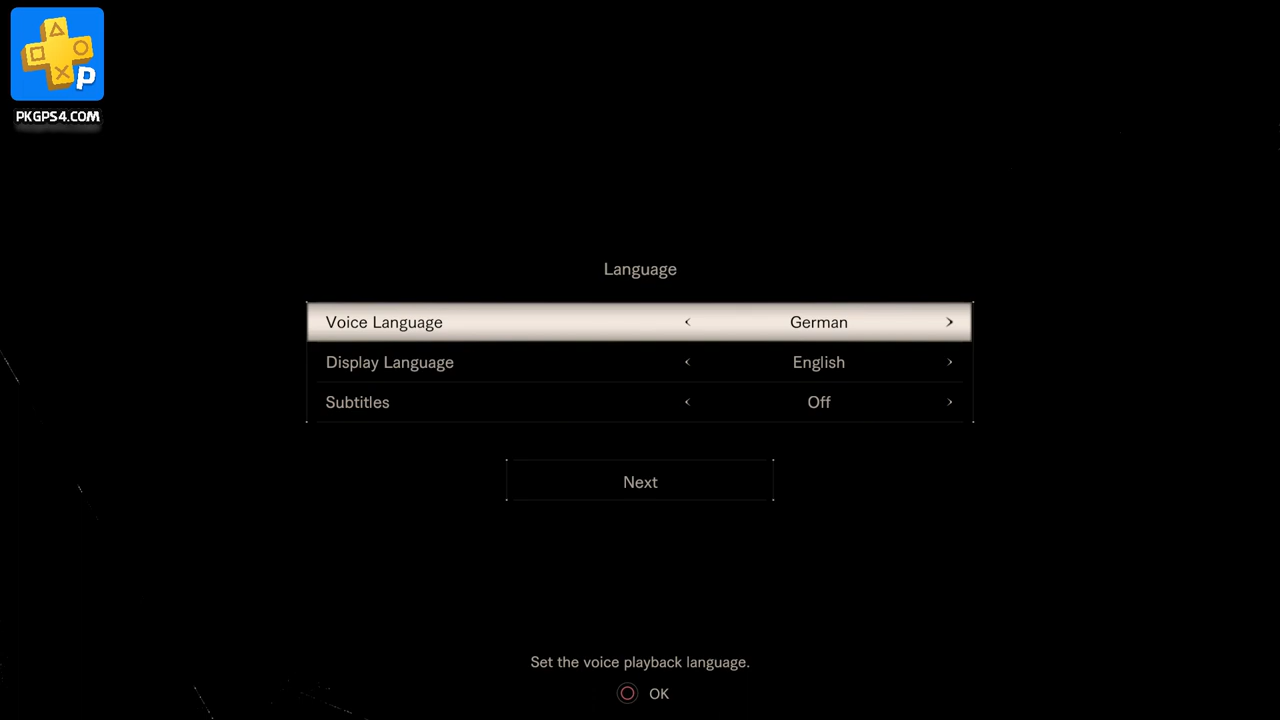 P
PKGPS4.COM
Language
Voice Language < German >
Display Language < English >
Subtitles < Off >
Next
Set the voice playback language.
OK